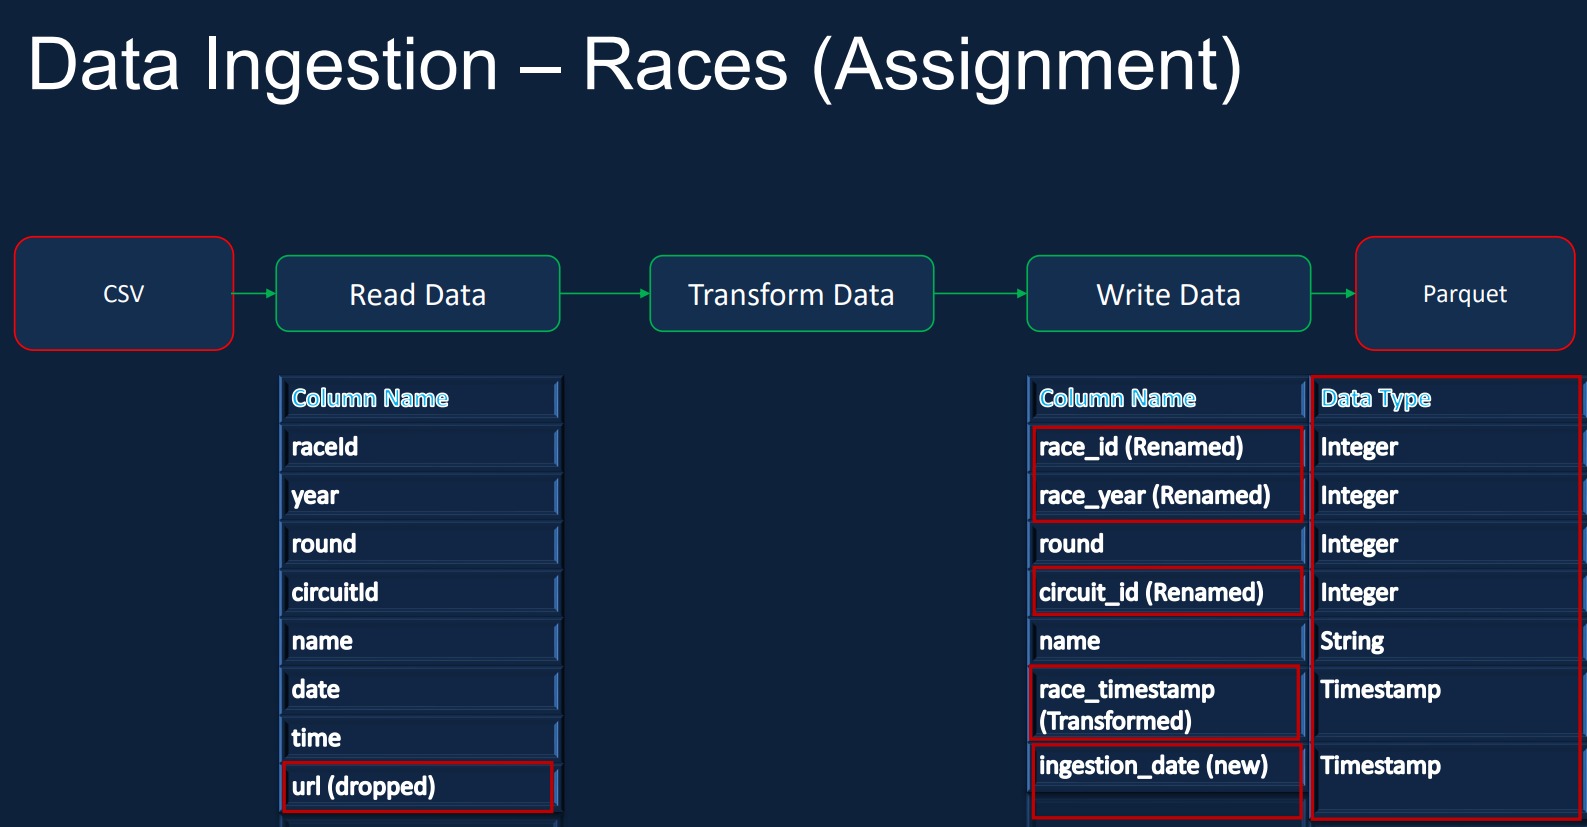 Data Ingestion – Races (Assignment)
CSV
Read Data
Transform Data
Write Data
Parquet
Column Name
raceId
year
round
circuitId
name
date
time
url (dropped)
Column Name
Data Type
race_id (Renamed)
Integer
race_year (Renamed)
Integer
round
Integer
circuit_id (Renamed)
Integer
name
String
race_timestamp
(Transformed)
Timestamp
ingestion_date (new)
Timestamp